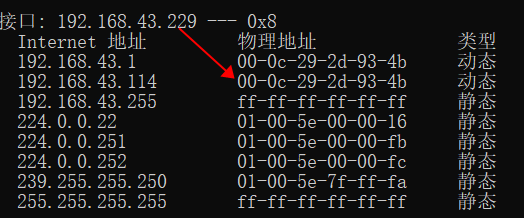 接口: 192.168.43.229 --- 0x8
Internet 地址 物理地址 类型
192.168.43.1 00-0c-29-2d-93-4b 动态
192.168.43.114 00-0c-29-2d-93-4b 动态
192.168.43.255 ff-ff-ff-ff-ff-ff 静态
224.0.0.22 01-00-5e-00-00-16 静态
224.0.0.251 01-00-5e-00-00-fb 静态
224.0.0.252 01-00-5e-00-00-fc 静态
239.255.255.250 01-00-5e-7f-ff-fa 静态
255.255.255.255 ff-ff-ff-ff-ff-ff 静态